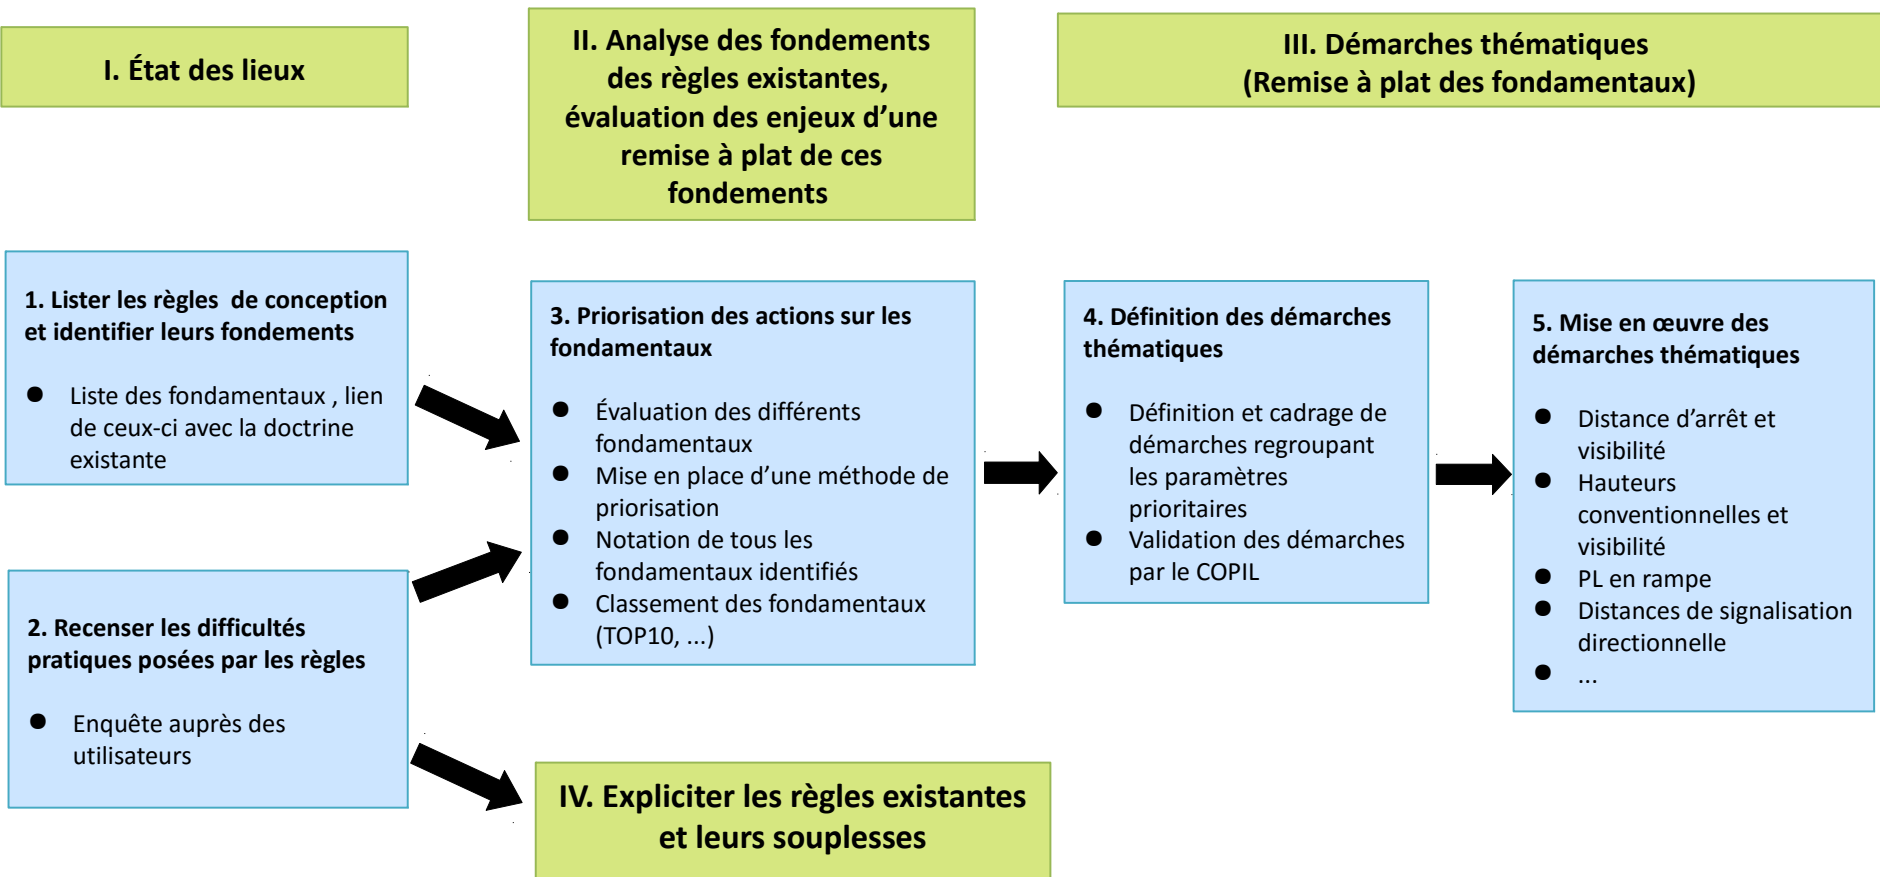 I. État des lieux
II. Analyse des fondements
des règles existantes,
évaluation des enjeux d’une
remise à plat de ces
fondements
III. Démarches thématiques
(Remise à plat des fondamentaux)
1. Lister les règles  de conception
et identifier leurs fondements
● Liste des fondamentaux , lien
de ceux-ci avec la doctrine
existante
2. Recenser les difficultés
pratiques posées par les règles
● Enquête auprès des
utilisateurs
3. Priorisation des actions sur les
fondamentaux
● Évaluation des différents
fondamentaux
● Mise en place d’une méthode de
priorisation
● Notation de tous les
fondamentaux identifiés
● Classement des fondamentaux
(TOP10, ...)
4. Définition des démarches
thématiques
● Définition et cadrage de
démarches regroupant
les paramètres
prioritaires
● Validation des démarches
par le COPIL
5. Mise en œuvre des
démarches thématiques
● Distance d’arrêt et
visibilité
● Hauteurs
conventionnelles et
visibilité
● PL en rampe
● Distances de signalisation
directionnelle
● ...
IV. Expliciter les règles existantes
et leurs souplesses